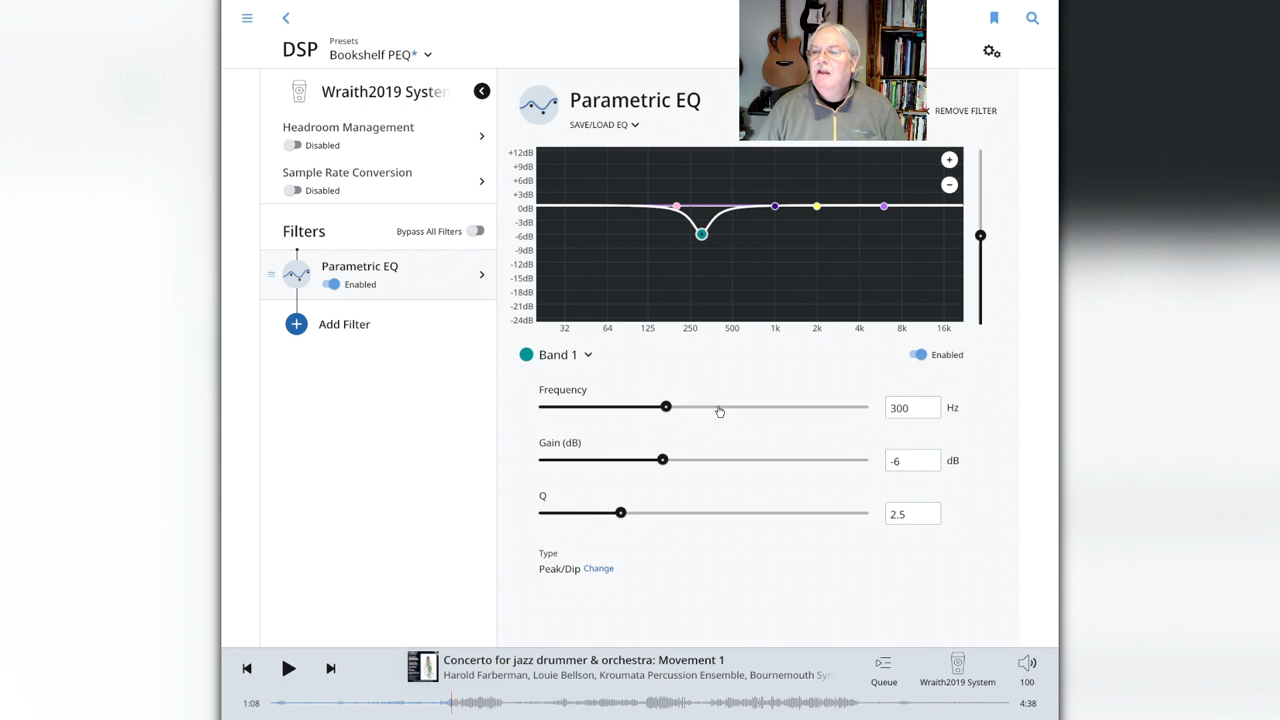 DSP
Presets
Bookshelf PEQ*
Wraith2019 System
Headroom Management
Disabled
Sample Rate Conversion
Disabled
Filters
Bypass All Filters
Parametric EQ
Enabled
Add Filter
Parametric EQ
SAVE/LOAD EQ
REMOVE FILTER
+12dB
+9dB
+6dB
+3dB
0dB
-3dB
-6dB
-9dB
-12dB
-15dB
-18dB
-21dB
-24dB
32 64 125 250 500 1k 2k 4k 8k 16k
Band 1
Enabled
Frequency
300 Hz
Gain (dB)
-6 dB
Q
2.5
Type
Peak/Dip Change
Concerto for jazz drummer & orchestra: Movement 1
Harold Farberman, Louie Bellson, Kroumata Percussion Ensemble, Bournemouth Syn
Queue
Wraith2019 System
100
1:08
4:38